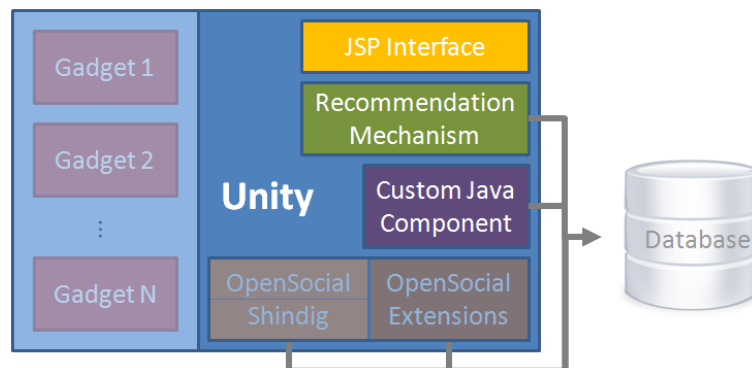 Gadget 1
Gadget 2
⋮
Gadget N
Unity
JSP Interface
Recommendation
Mechanism
Custom Java
Component
OpenSocial
Shindig
OpenSocial
Extensions
Database